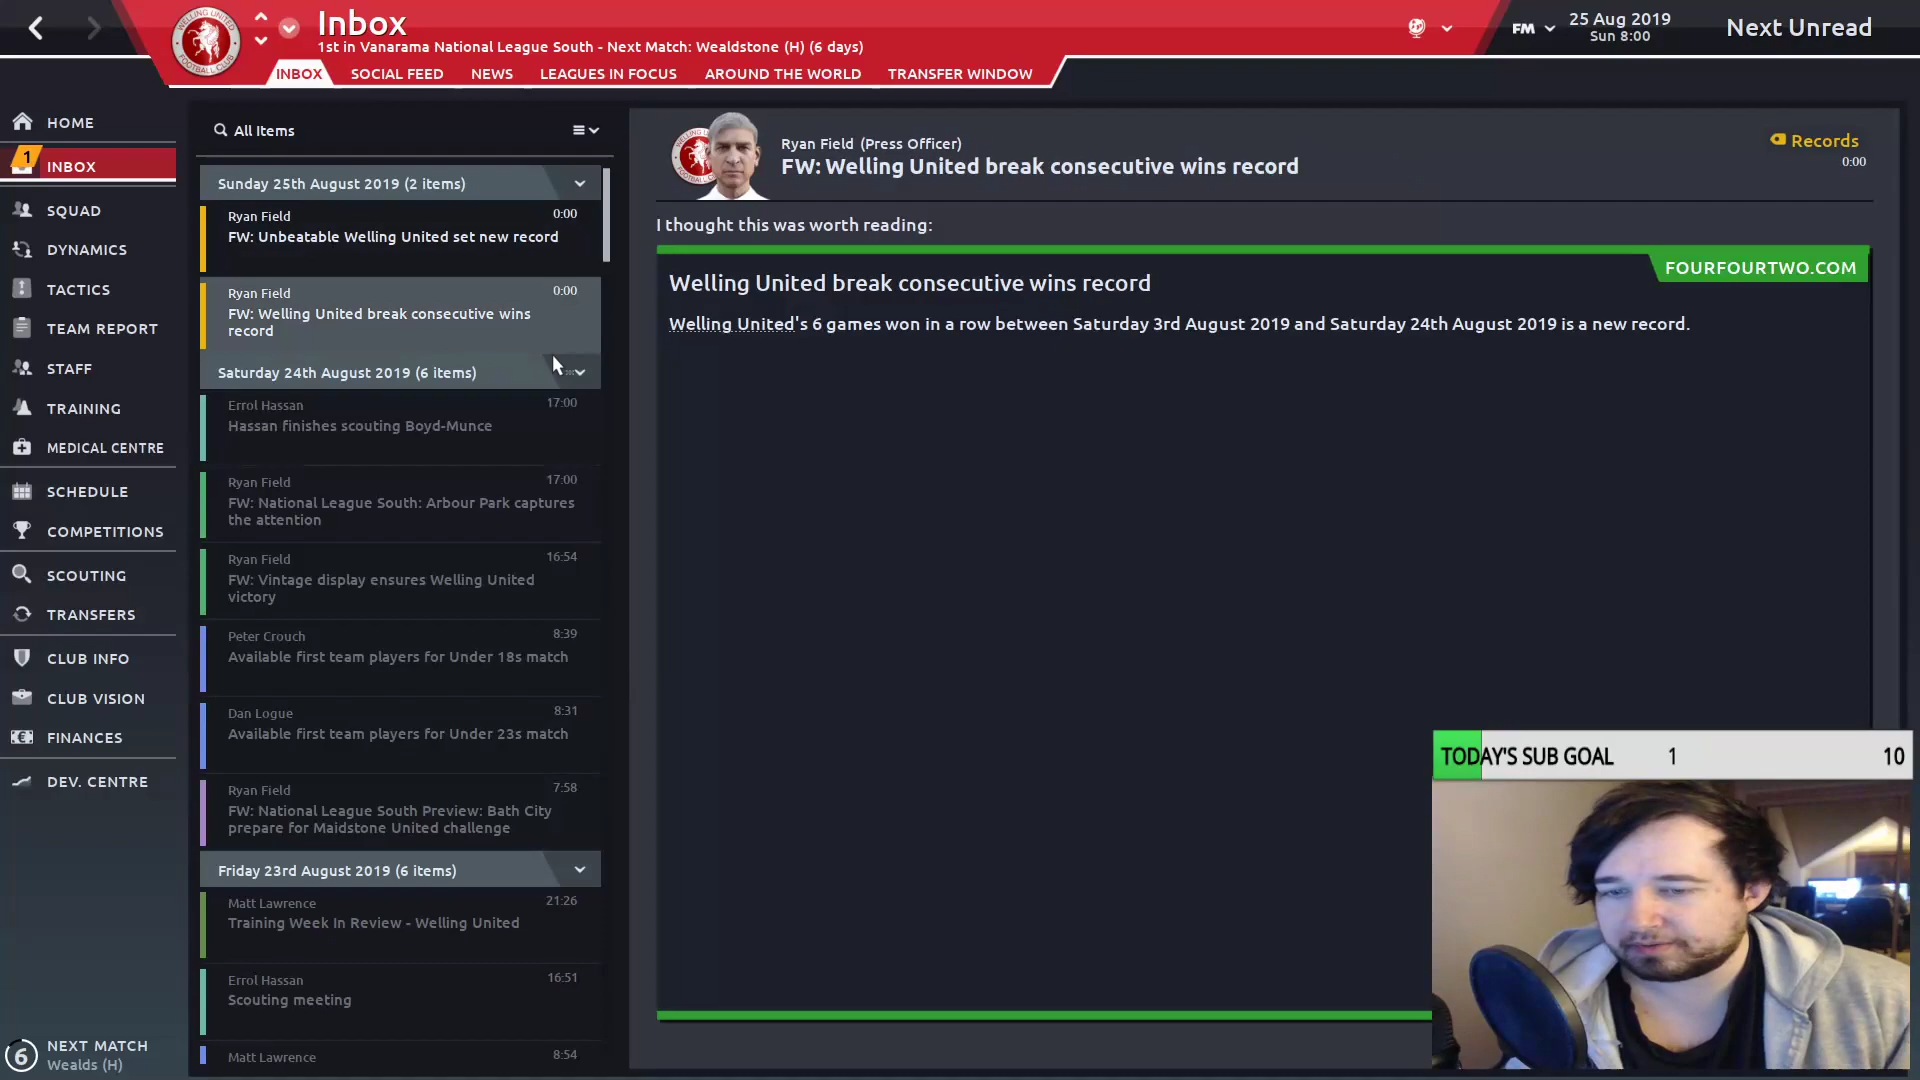 Inbox
1st in Vanarama National League South - Next Match: Wealdstone (H) (6 days)
FM
25 Aug 2019
Sun 8:00
Next Unread
INBOX
SOCIAL FEED
NEWS
LEAGUES IN FOCUS
AROUND THE WORLD
TRANSFER WINDOW
HOME
1
INBOX
SQUAD
DYNAMICS
TACTICS
TEAM REPORT
STAFF
TRAINING
MEDICAL CENTRE
SCHEDULE
COMPETITIONS
SCOUTING
TRANSFERS
CLUB INFO
CLUB VISION
FINANCES
DEV. CENTRE
6
NEXT MATCH
Wealds (H)
All Items
Sunday 25th August 2019 (2 items)
Ryan Field 0:00
FW: Unbeatable Welling United set new record
Ryan Field 0:00
FW: Welling United break consecutive wins
record
Saturday 24th August 2019 (6 items)
Errol Hassan 17:00
Hassan finishes scouting Boyd-Munce
Ryan Field 17:00
FW: National League South: Arbour Park captures
the attention
Ryan Field 16:54
FW: Vintage display ensures Welling United
victory
Peter Crouch 8:39
Available first team players for Under 18s match
Dan Logue 8:31
Available first team players for Under 23s match
Ryan Field 7:58
FW: National League South Preview: Bath City
prepare for Maidstone United challenge
Friday 23rd August 2019 (6 items)
Matt Lawrence 21:26
Training Week In Review - Welling United
Errol Hassan 16:51
Scouting meeting
Matt Lawrence 8:54
Ryan Field (Press Officer)
FW: Welling United break consecutive wins record
Records
0:00
I thought this was worth reading:
FOURFOURTWO.COM
Welling United break consecutive wins record
Welling United's 6 games won in a row between Saturday 3rd August 2019 and Saturday 24th August 2019 is a new record.
TODAY'S SUB GOAL 1 10